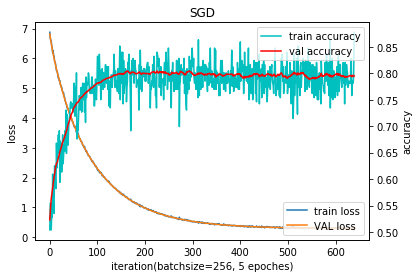 SGD
train accuracy
val accuracy
7
6
5
4
3
2
1
0
loss
0.85
0.80
0.75
0.70
0.65
0.60
0.55
0.50
accuracy
train loss
VAL loss
0 100 200 300 400 500 600
iteration(batchsize=256, 5 epoches)